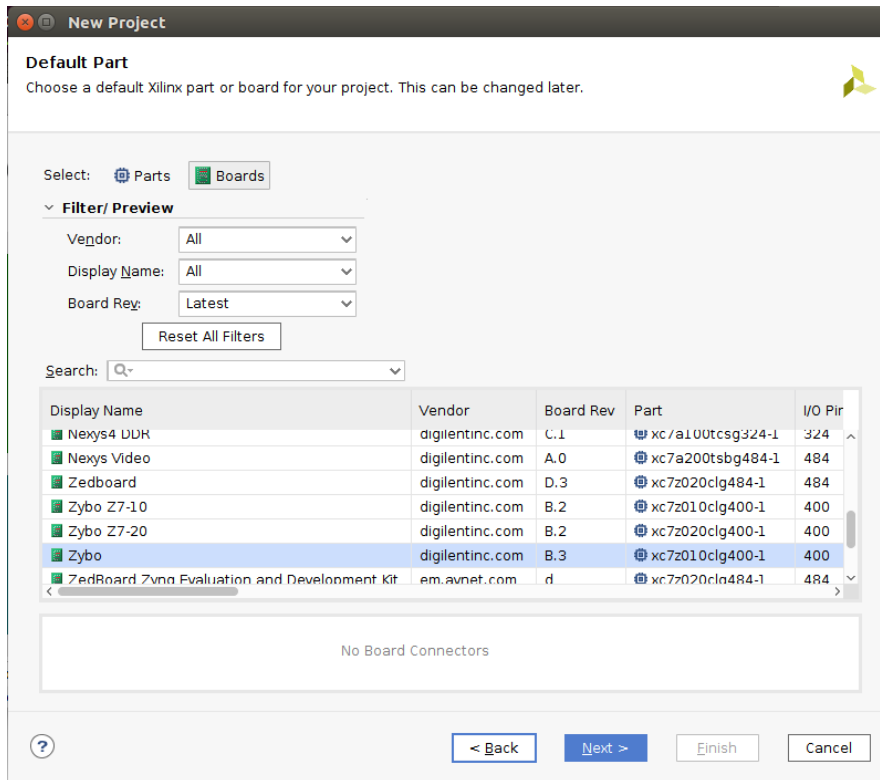 New Project
Default Part
Choose a default Xilinx part or board for your project. This can be changed later.
Select: Parts Boards
Filter/ Preview
Vendor: All
Display Name: All
Board Rev: Latest
Reset All Filters
Search:
Display Name Vendor Board Rev Part I/O Pin
Nexys4 DDR digilentinc.com C.1 xc7a100tcsg324-1 324
Nexys Video digilentinc.com A.0 xc7a200tsbg484-1 484
Zedboard digilentinc.com D.3 xc7z020clg484-1 484
Zybo Z7-10 digilentinc.com B.2 xc7z010clg400-1 400
Zybo Z7-20 digilentinc.com B.2 xc7z020clg400-1 400
Zybo digilentinc.com B.3 xc7z010clg400-1 400
ZedBoard Zynq Evaluation and Development Kit em.avnet.com d xc7z020clg484-1 484
No Board Connectors
? < Back Next > Finish Cancel